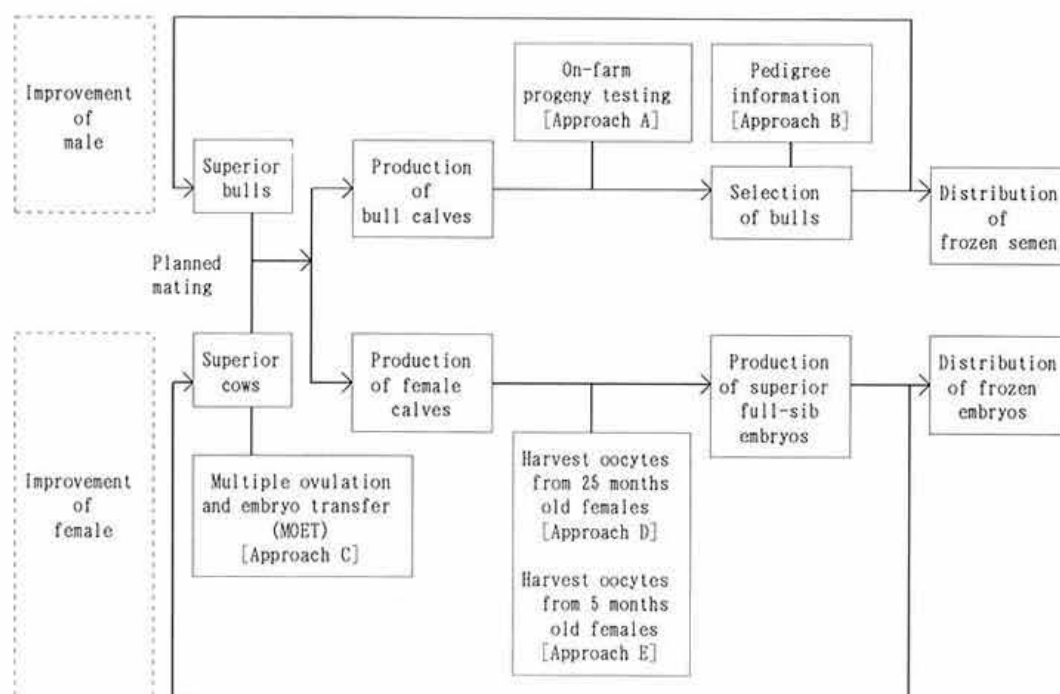 Improvement
of
male
On-farm
progeny testing
[Approach A]
Pedigree
information
[Approach B]
Superior
bulls
Production
of
bull calves
Selection
of bulls
Distribution
of
frozen semen
Planned
mating
Improvement
of
female
Superior
cows
Production
of female
calves
Production
of superior
full-sib
embryos
Distribution
of frozen
embryos
Multiple ovulation
and embryo transfer
(MOET)
[Approach C]
Harvest oocytes
from 25 months
old females
[Approach D]
Harvest oocytes
from 5 months
old females
[Approach E]